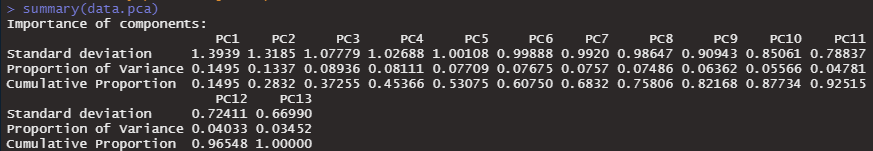 > summary(data.pca)
Importance of components:
PC1 PC2 PC3 PC4 PC5 PC6 PC7 PC8 PC9 PC10 PC11
Standard deviation 1.3939 1.3185 1.07779 1.02688 1.00108 0.99888 0.9920 0.98647 0.90943 0.85061 0.78837
Proportion of Variance 0.1495 0.1337 0.08936 0.08111 0.07709 0.07675 0.0757 0.07486 0.06362 0.05566 0.04781
Cumulative Proportion 0.1495 0.2832 0.37255 0.45366 0.53075 0.60750 0.6832 0.75806 0.82168 0.87734 0.92515
PC12 PC13
Standard deviation 0.72411 0.66990
Proportion of Variance 0.04033 0.03452
Cumulative Proportion 0.96548 1.00000